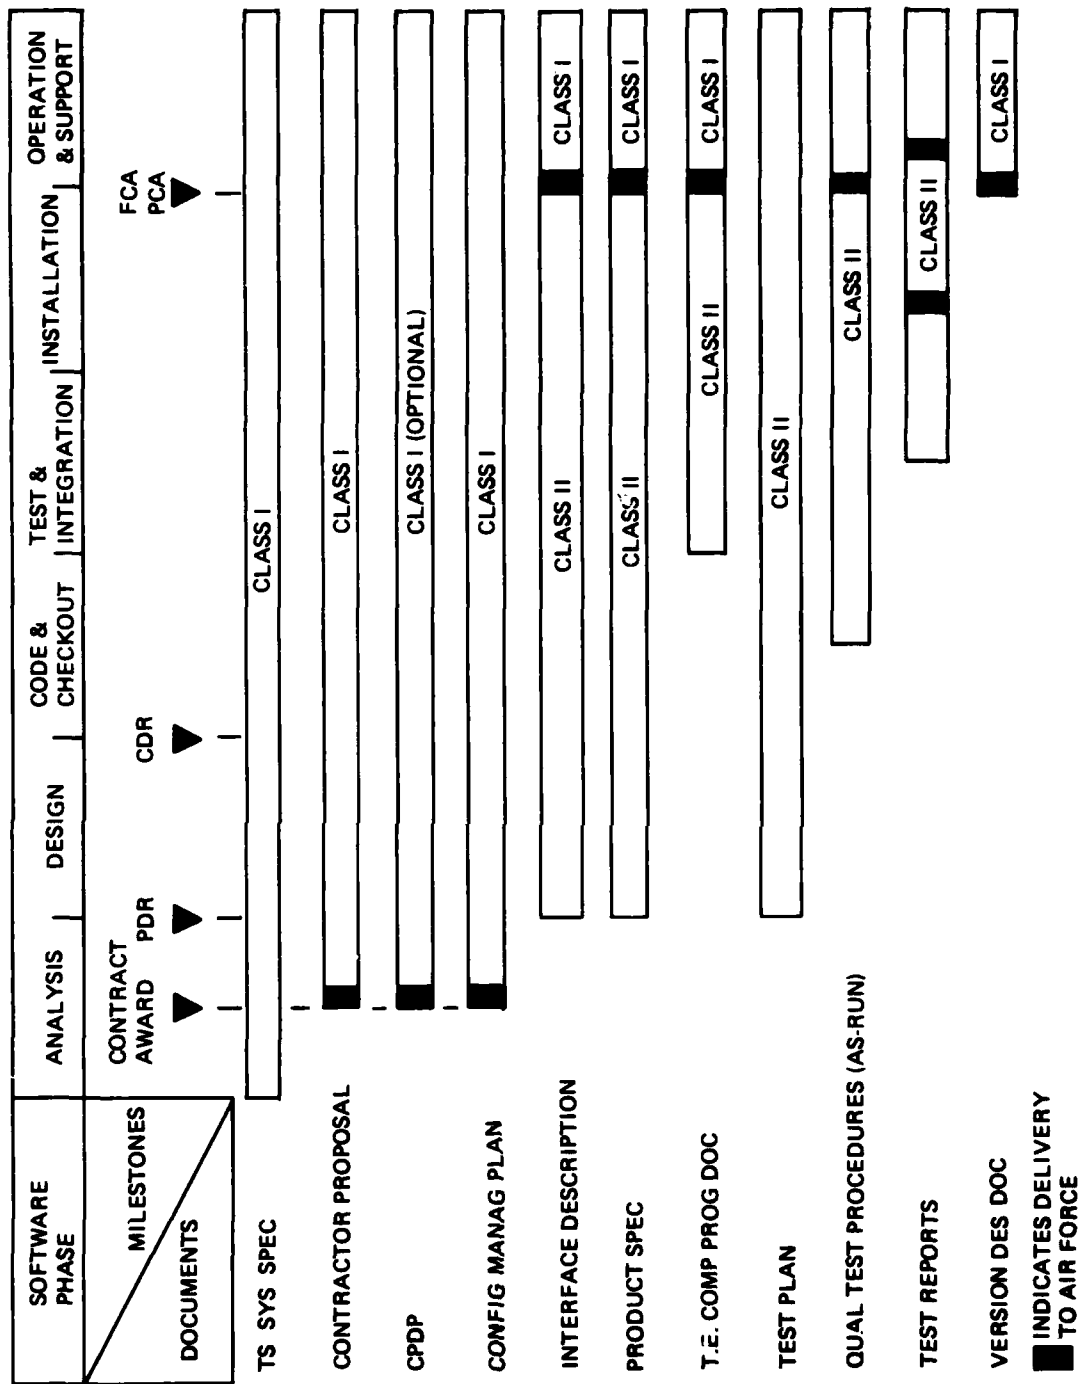 SOFTWARE
PHASE
ANALYSIS
DESIGN
CODE &
CHECKOUT
TEST &
INTEGRATION
INSTALLATION
OPERATION
& SUPPORT
MILESTONES
DOCUMENTS
CONTRACT
AWARD
PDR
CDR
FCA
PCA
TS SYS SPEC
CLASS I
CONTRACTOR PROPOSAL
CLASS I
CPDP
CLASS I (OPTIONAL)
CONFIG MANAG PLAN
CLASS I
INTERFACE DESCRIPTION
CLASS II
CLASS I
PRODUCT SPEC
CLASS II
CLASS I
T.E. COMP PROG DOC
CLASS II
CLASS I
TEST PLAN
CLASS II
QUAL TEST PROCEDURES (AS-RUN)
CLASS II
TEST REPORTS
CLASS II
VERSION DES DOC
CLASS I
INDICATES DELIVERY
TO AIR FORCE